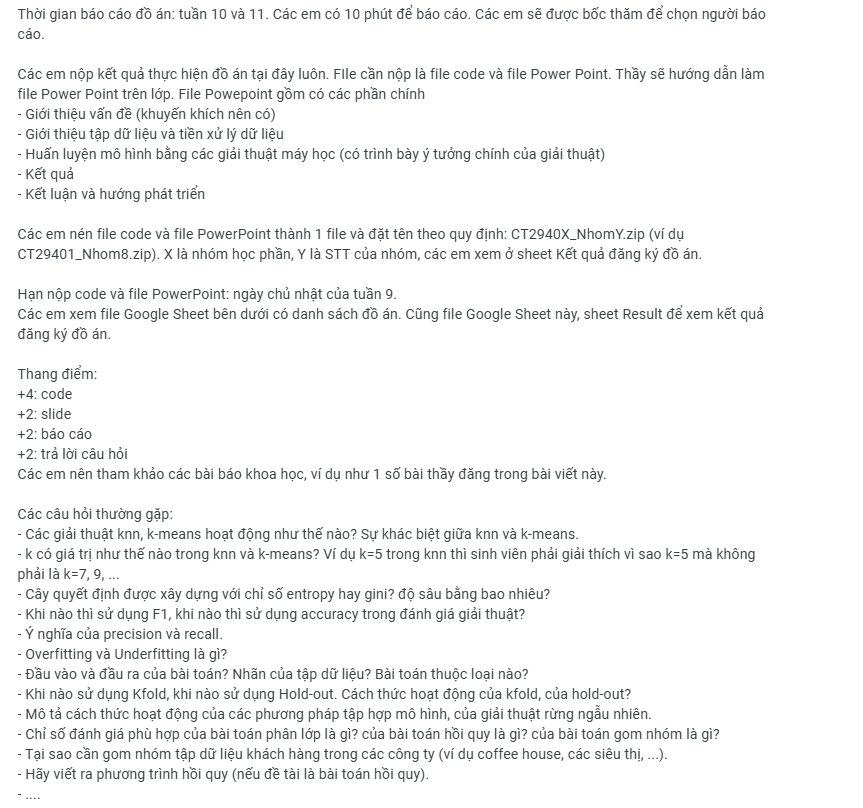 Thời gian báo cáo đồ án: tuần 10 và 11. Các em có 10 phút để báo cáo. Các em sẽ được bốc thăm để chọn người báo
cáo.
Các em nộp kết quả thực hiện đồ án tại đây luôn. FIle cần nộp là file code và file Power Point. Thầy sẽ hướng dẫn làm
file Power Point trên lớp. File Powepoint gồm có các phần chính
- Giới thiệu vấn đề (khuyến khích nên có)
- Giới thiệu tập dữ liệu và tiền xử lý dữ liệu
- Huấn luyện mô hình bằng các giải thuật máy học (có trình bày ý tưởng chính của giải thuật)
- Kết quả
- Kết luận và hướng phát triển
Các em nén file code và file PowerPoint thành 1 file và đặt tên theo quy định: CT2940X_NhomY.zip (ví dụ
CT29401_Nhom8.zip). X là nhóm học phần, Y là STT của nhóm, các em xem ở sheet Kết quả đăng ký đồ án.
Hạn nộp code và file PowerPoint: ngày chủ nhật của tuần 9.
Các em xem file Google Sheet bên dưới có danh sách đồ án. Cũng file Google Sheet này, sheet Result để xem kết quả
đăng ký đồ án.
Thang điểm:
+4: code
+2: slide
+2: báo cáo
+2: trả lời câu hỏi
Các em nên tham khảo các bài báo khoa học, ví dụ như 1 số bài thầy đăng trong bài viết này.
Các câu hỏi thường gặp:
- Các giải thuật knn, k-means hoạt động như thế nào? Sự khác biệt giữa knn và k-means.
- k có giá trị như thế nào trong knn và k-means? Ví dụ k=5 trong knn thì sinh viên phải giải thích vì sao k=5 mà không
phải là k=7, 9, ...
- Cây quyết định được xây dựng với chỉ số entropy hay gini? độ sâu bằng bao nhiêu?
- Khi nào thì sử dụng F1, khi nào thì sử dụng accuracy trong đánh giá giải thuật?
- Ý nghĩa của precision và recall.
- Overfitting và Underfitting là gì?
- Đầu vào và đầu ra của bài toán? Nhãn của tập dữ liệu? Bài toán thuộc loại nào?
- Khi nào sử dụng Kfold, khi nào sử dụng Hold-out. Cách thức hoạt động của kfold, của hold-out?
- Mô tả cách thức hoạt động của các phương pháp tập hợp mô hình, của giải thuật rừng ngẫu nhiên.
- Chỉ số đánh giá phù hợp của bài toán phân lớp là gì? của bài toán hồi quy là gì? của bài toán gom nhóm là gì?
- Tại sao cần gom nhóm tập dữ liệu khách hàng trong các công ty (ví dụ coffee house, các siêu thị, ...).
- Hãy viết ra phương trình hồi quy (nếu đề tài là bài toán hồi quy).
- ....